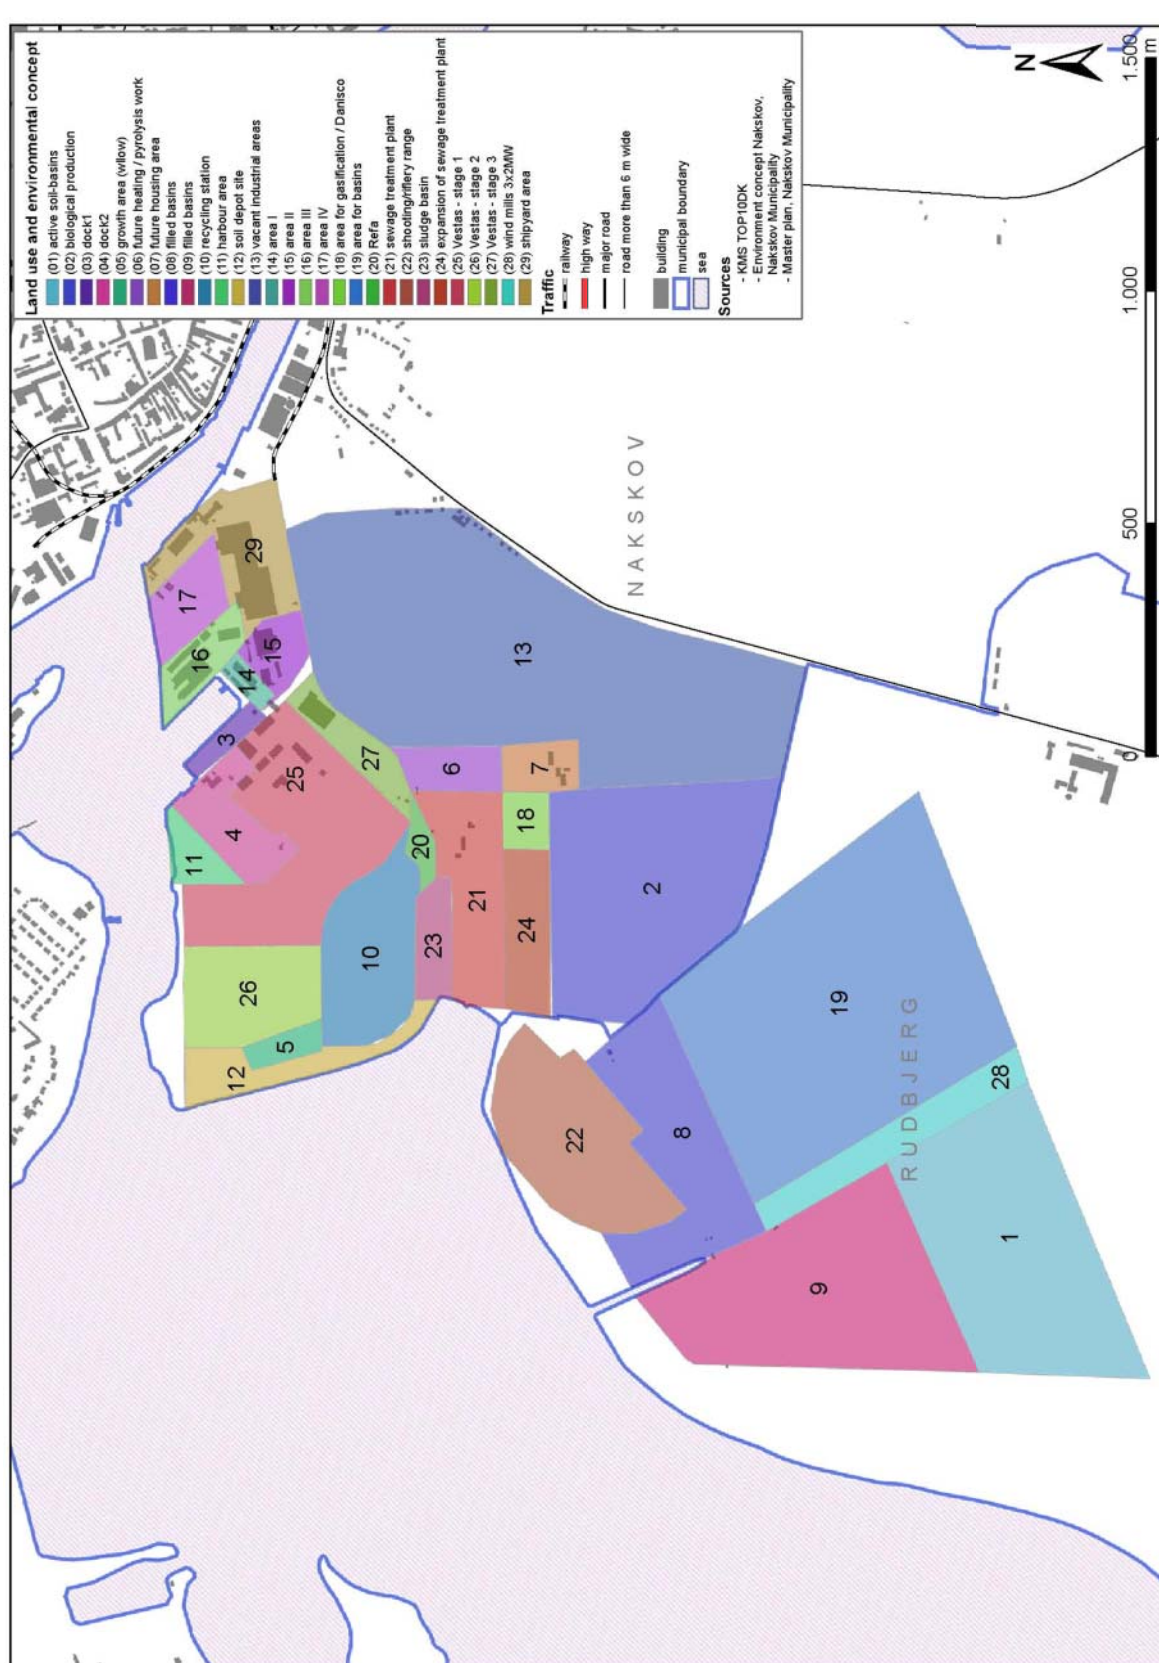 Land use and environmental concept
(01) active soil-basins
(02) biological production
(03) dock1
(04) dock2
(05) growth area (wllow)
(06) future heating / pyrolysis work
(07) future housing area
(08) filled basins
(09) filled basins
(10) recycling station
(11) harbour area
(12) soil depot site
(13) vacant industrial areas
(14) area I
(15) area II
(16) area III
(17) area IV
(18) area for gasification / Danisco
(19) area for basins
(20) Refa
(21) sewage treatment plant
(22) shooting/riflery range
(23) sludge basin
(24) expansion of sewage treatment plant
(25) Vestas - stage 1
(26) Vestas - stage 2
(27) Vestas - stage 3
(28) wind mills 3x2MW
(29) shipyard area
Traffic
railway
high way
major road
road more than 6 m wide
building
municipal boundary
sea
Sources
- KMS TOP10DK
- Environment concept Nakskov,
Nakskov Municipality
- Master plan, Nakskov Municipality
N
0
500
1.000
1.500
m
NAKSKOV
RUDBJERG
17
29
16
15
14
3
25
13
4
11
27
6
7
20
18
21
2
26
10
23
24
5
12
19
22
8
28
9
1